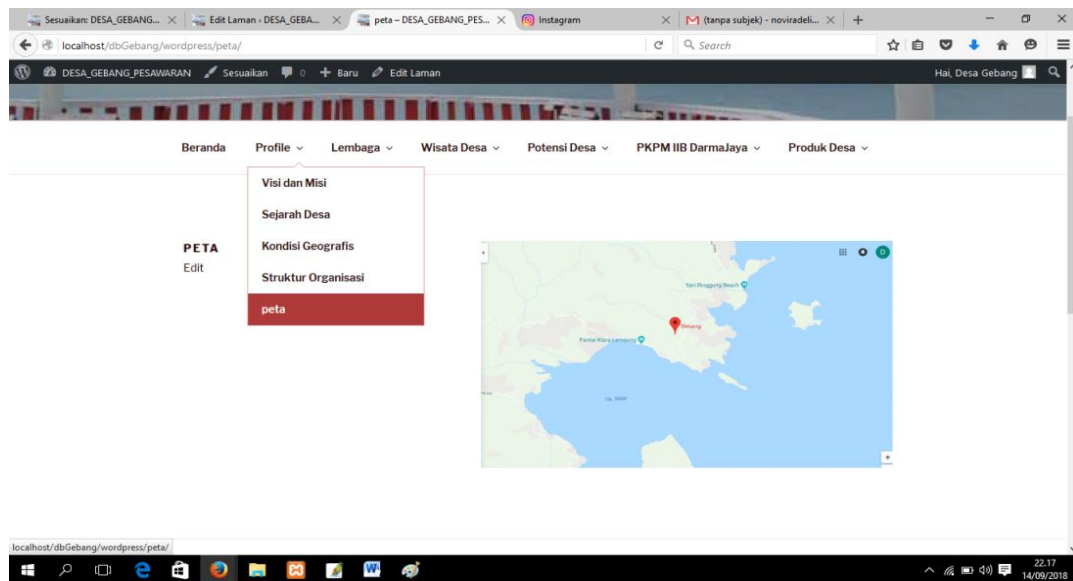 Sesuaikan: DESA_GEBANG... Edit Laman ‹ DESA_GEBA... peta – DESA_GEBANG_PES... Instagram (tanpa subjek) - noviradeli...
localhost/dbGebang/wordpress/peta/ Search
DESA_GEBANG_PESAWARAN Sesuaikan 0 + Baru Edit Laman Hai, Desa Gebang
Beranda Profile Lembaga Wisata Desa Potensi Desa PKPM IIB DarmaJaya Produk Desa
Visi dan Misi
Sejarah Desa
Kondisi Geografis
Struktur Organisasi
peta
PETA
Edit
Sari Ringgung Beach
Gebang
Pantai Klara Lampung
localhost/dbGebang/wordpress/peta/
22.17
14/09/2018